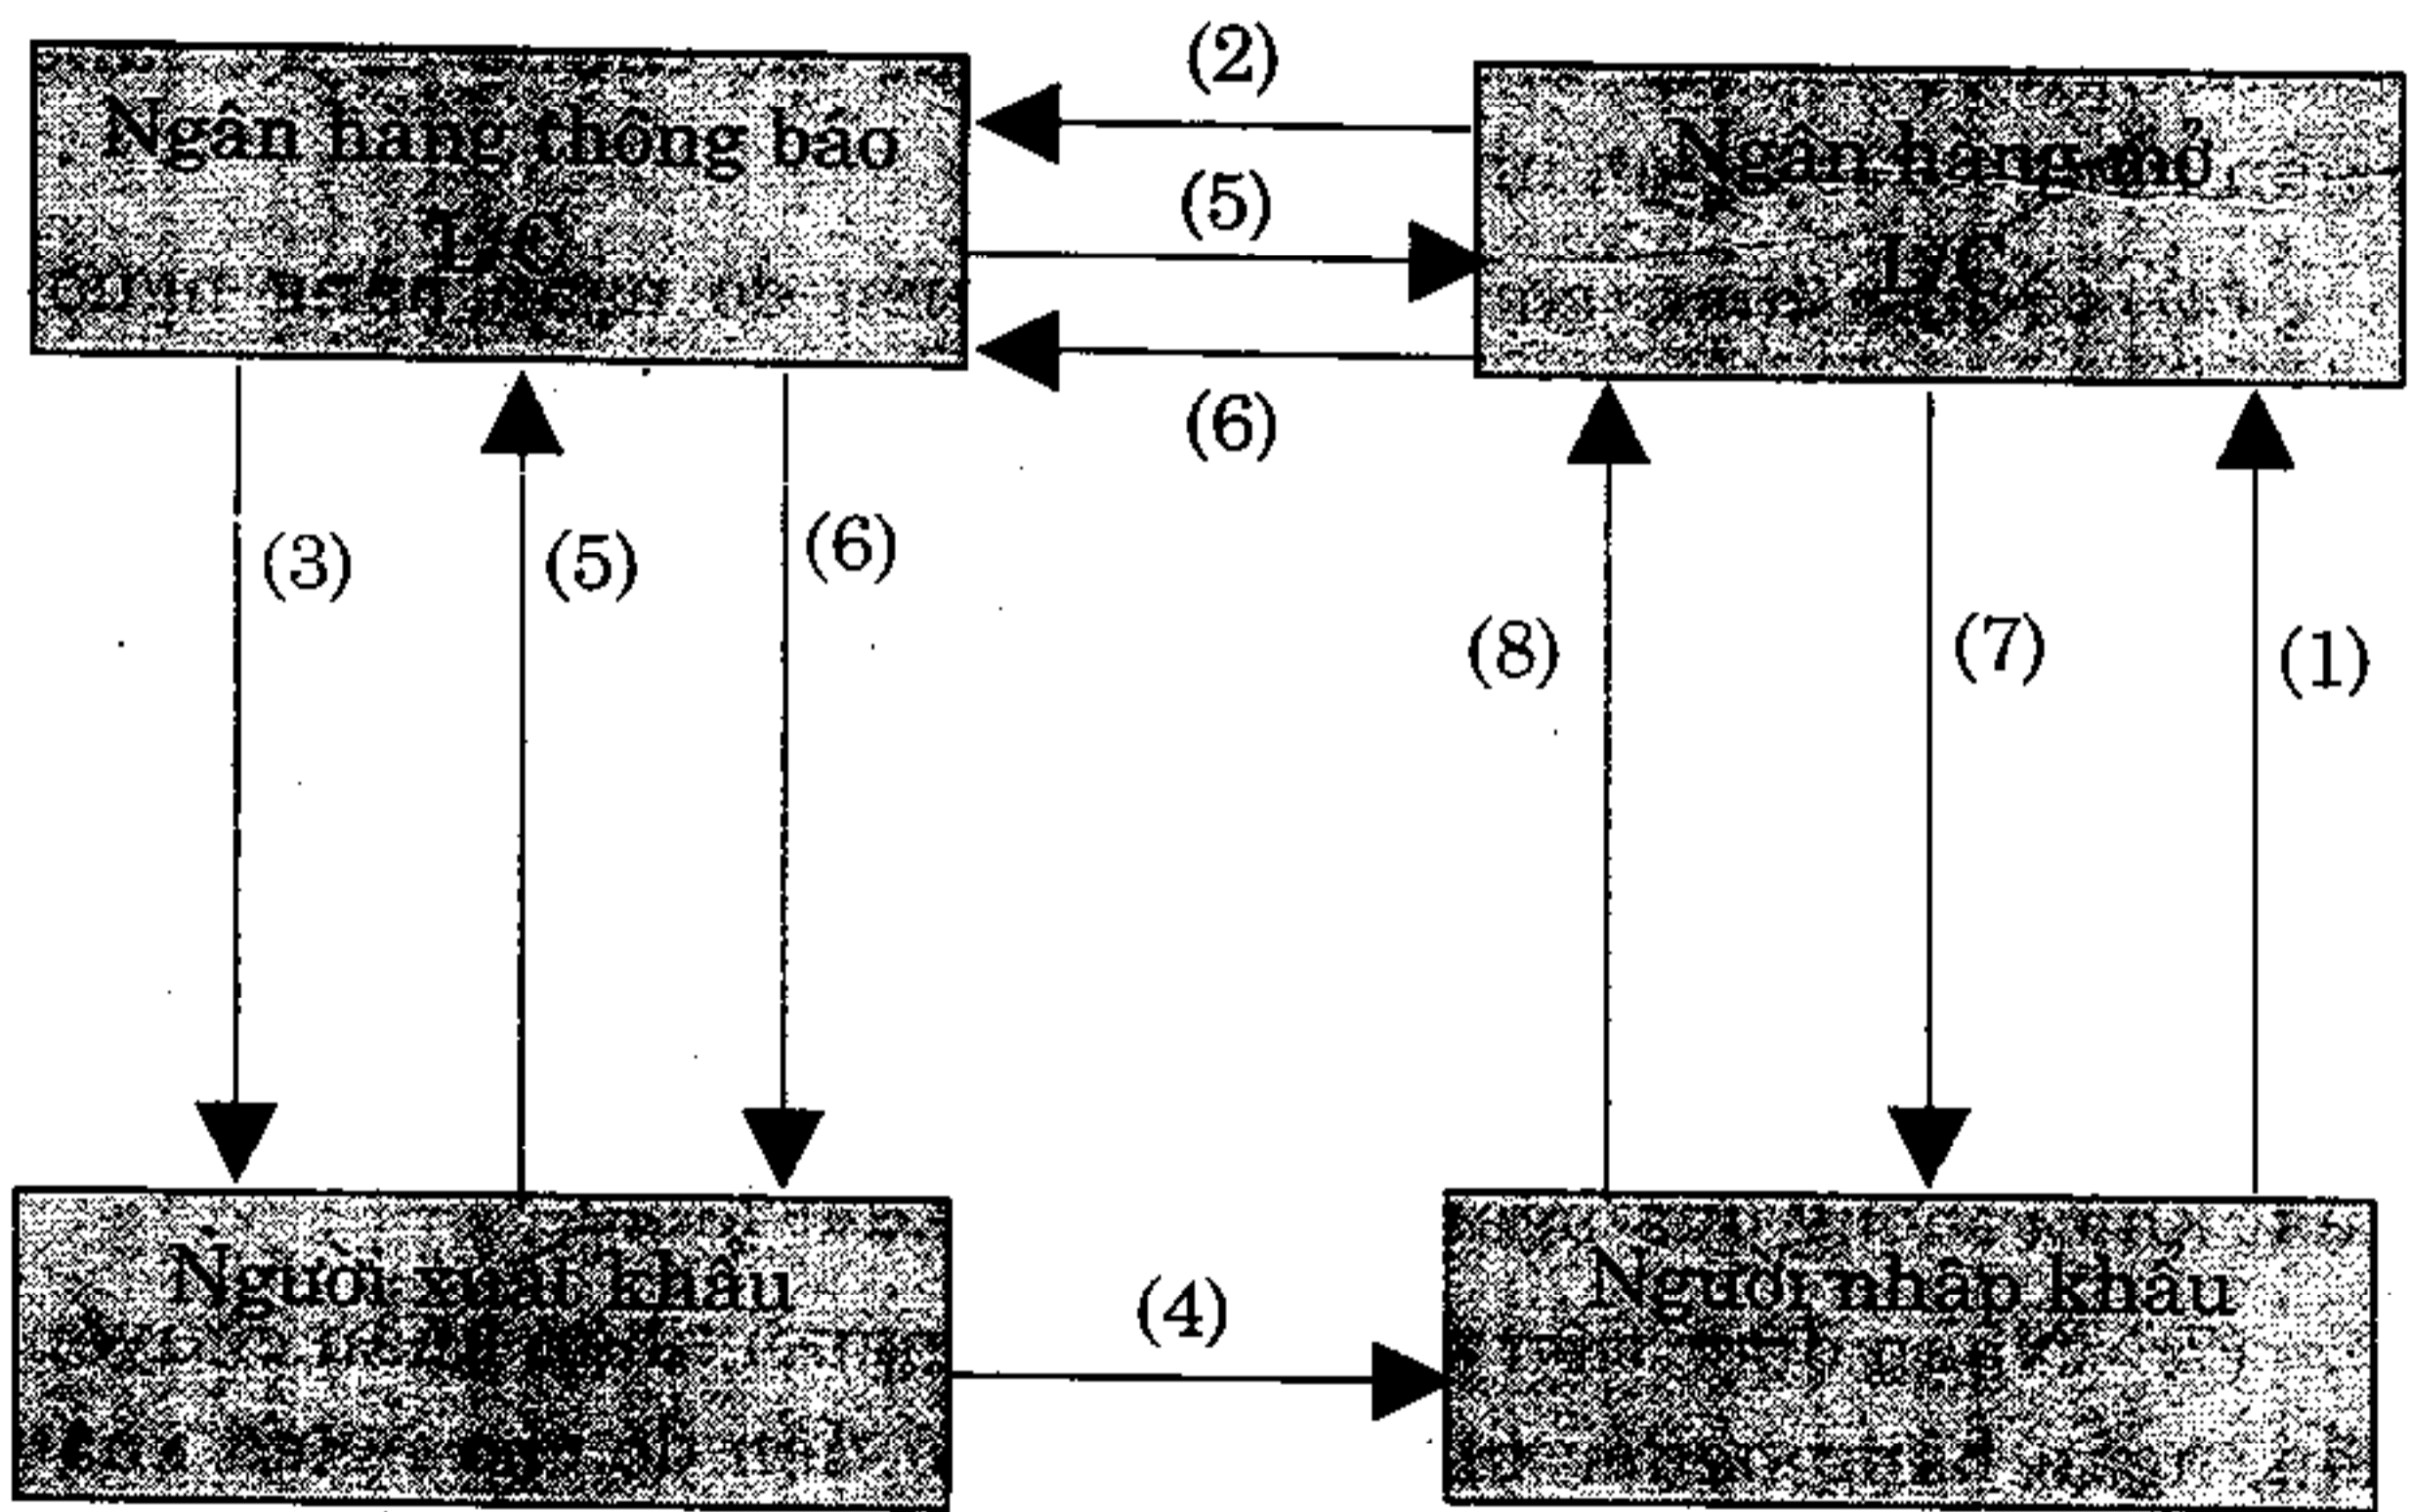 (2)
Ngân hàng thông báo
L/C
Ngân hàng mở
L/C
(5)
(6)
(3)
(5)
(6)
(8)
(7)
(1)
Người xuất khẩu
(4)
Người nhập khẩu